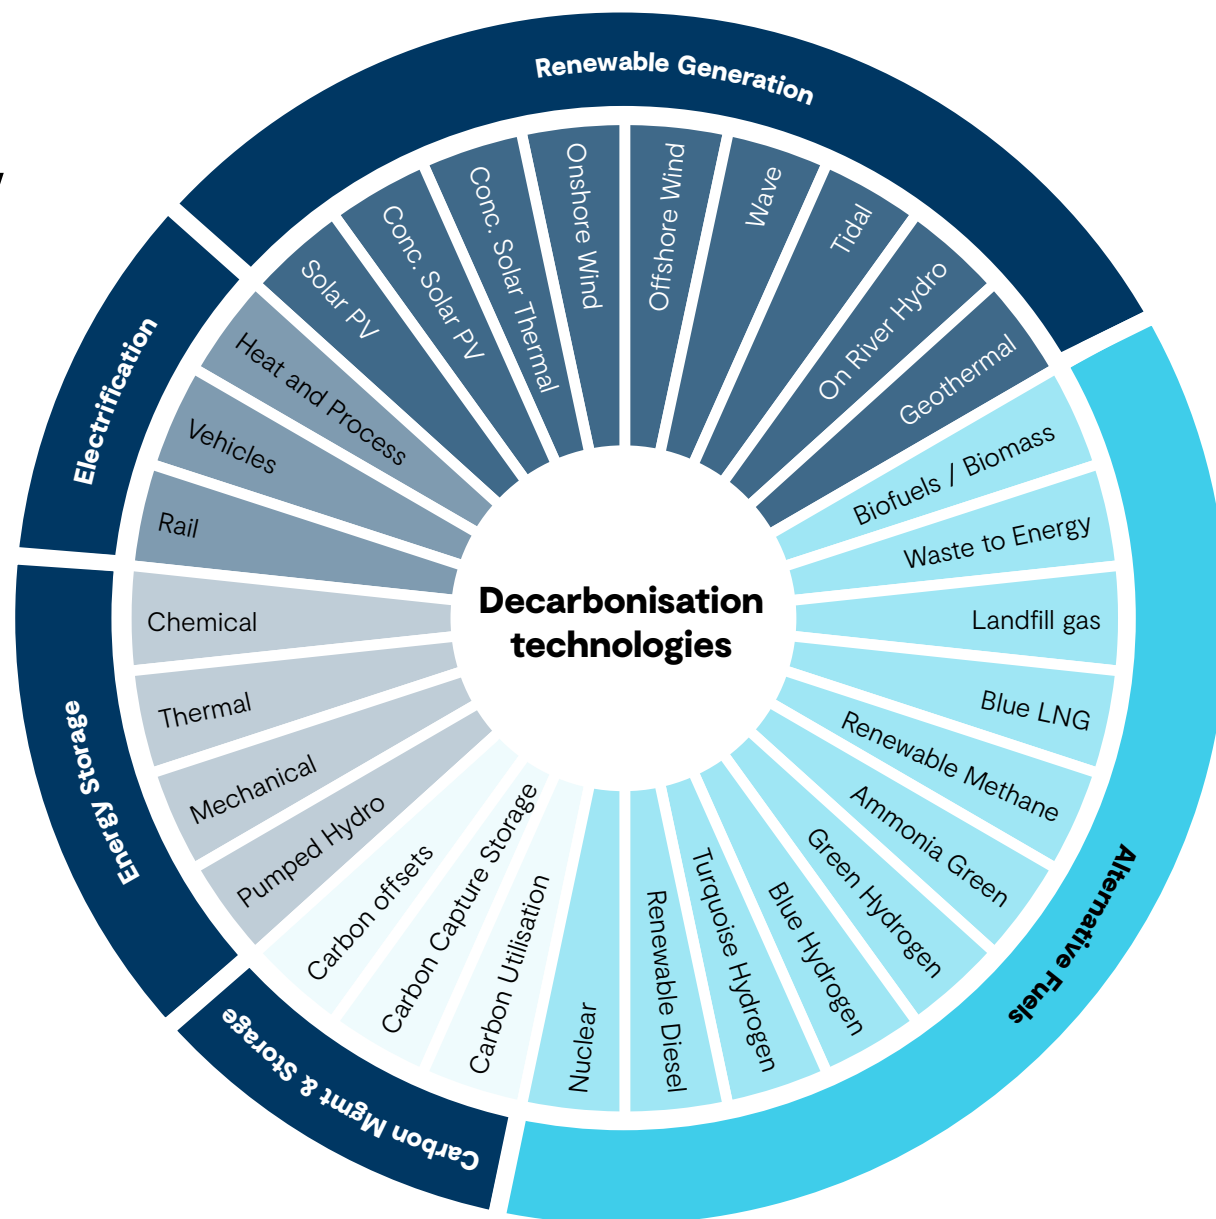 Renewable Generation
Solar PV
Conc. Solar PV
Conc. Solar Thermal
Onshore Wind
Offshore Wind
Wave
Tidal
On River Hydro
Geothermal
Alternative Fuels
Biofuels / Biomass
Waste to Energy
Landfill gas
Blue LNG
Renewable Methane
Ammonia Green
Green Hydrogen
Blue Hydrogen
Turquoise Hydrogen
Renewable Diesel
Nuclear
Carbon Mgmt & Storage
Carbon Utilisation
Carbon Capture Storage
Carbon offsets
Energy Storage
Pumped Hydro
Mechanical
Thermal
Chemical
Electrification
Rail
Vehicles
Heat and Process
Decarbonisation
technologies